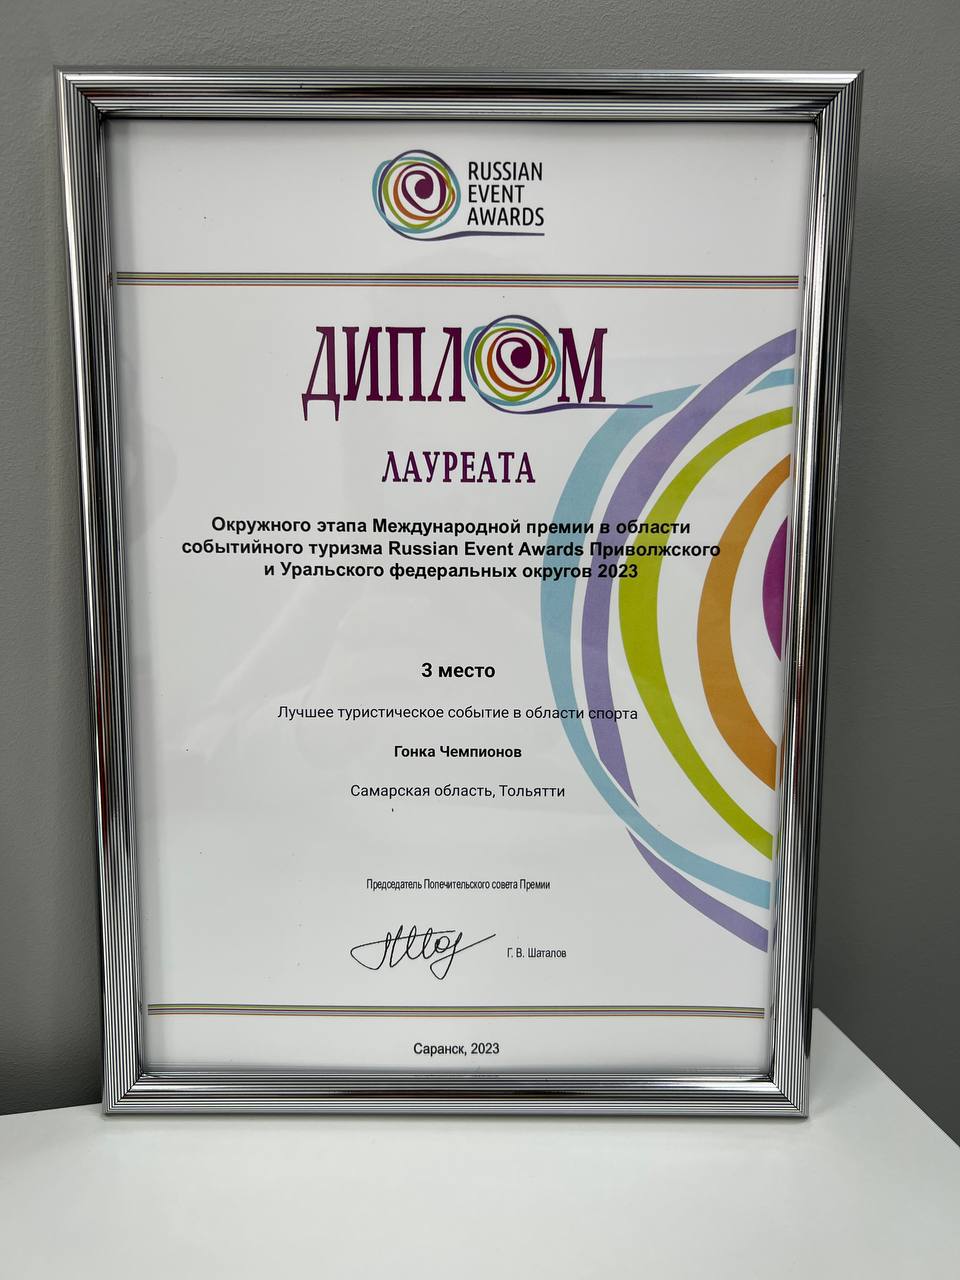 RUSSIAN
EVENT
AWARDS
ДИПЛОМ
ЛАУРЕАТА
Окружного этапа Международной премии в области
событийного туризма Russian Event Awards Приволжского
и Уральского федеральных округов 2023
3 место
Лучшее туристическое событие в области спорта
Гонка Чемпионов
Самарская область, Тольятти
Председатель Попечительского совета Премии
Г. В. Шаталов
Саранск, 2023